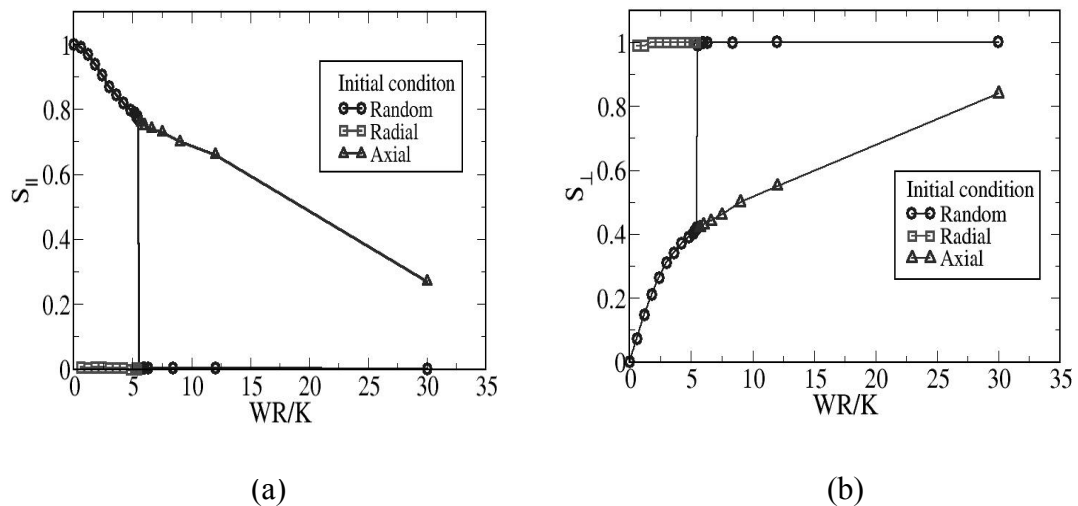 1
0.8
0.6
0.4
0.2
0
S||
Initial conditon
Random
Radial
Axial
0 5 10 15 20 25 30 35
WR/K
(a)
1
0.8
0.6
0.4
0.2
0
S⊥
Initial condition
Random
Radial
Axial
0 5 10 15 20 25 30 35
WR/K
(b)